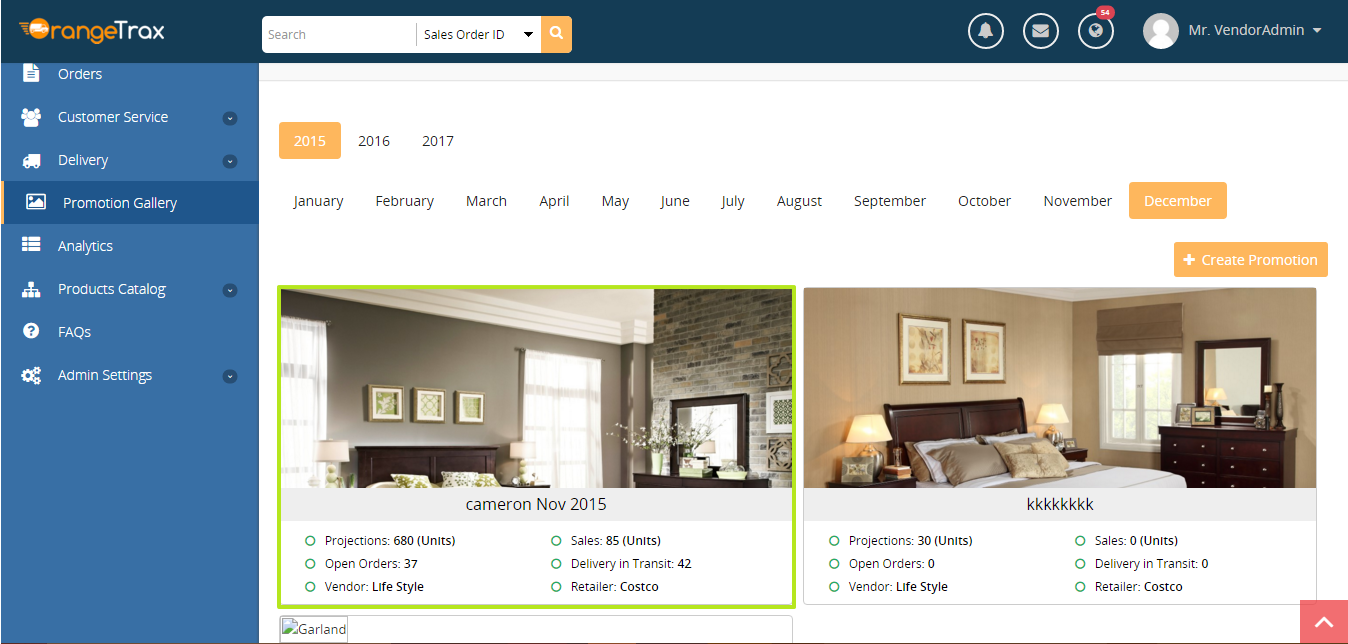 OrangeTrax
Search
Sales Order ID
54
Mr. VendorAdmin
Orders
Customer Service
Delivery
Promotion Gallery
Analytics
Products Catalog
FAQs
Admin Settings
2015 2016 2017
January February March April May June July August September October November December
Create Promotion
cameron Nov 2015
Projections: 680 (Units) Sales: 85 (Units)
Open Orders: 37 Delivery in Transit: 42
Vendor: Life Style Retailer: Costco
kkkkkkkk
Projections: 30 (Units) Sales: 0 (Units)
Open Orders: 0 Delivery in Transit: 0
Vendor: Life Style Retailer: Costco
Garland